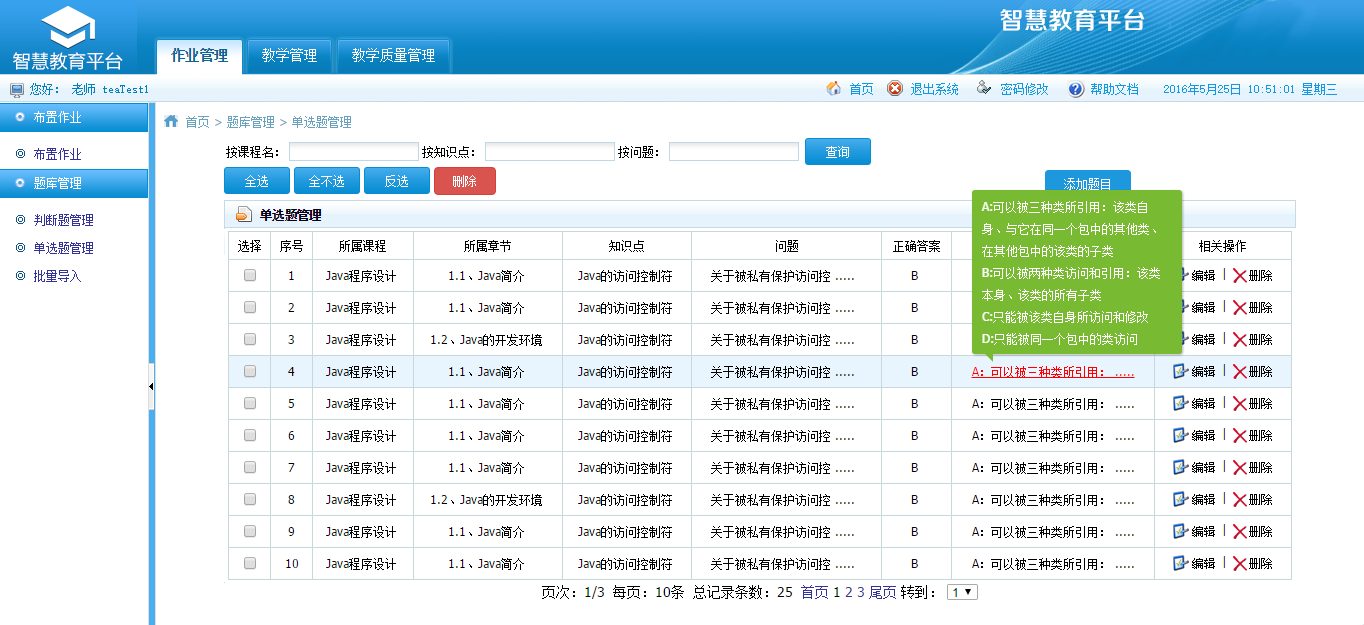 智慧教育平台
智慧教育平台
作业管理 教学管理 教学质量管理
您好: 老师 teaTest1
首页 退出系统 密码修改 帮助文档 2016年5月25日 10:51:01 星期三
布置作业
布置作业
题库管理
判断题管理
单选题管理
批量导入
首页 > 题库管理 > 单选题管理
按课程名: 按知识点: 按问题: 查询
全选 全不选 反选 删除 添加题目
单选题管理
A:可以被三种类所引用：该类自
身、与它在同一个包中的其他类、
在其他包中的该类的子类
B:可以被两种类访问和引用：该类
本身、该类的所有子类
C:只能被该类自身所访问和修改
D:只能被同一个包中的类访问
选择 序号 所属课程 所属章节 知识点 问题 正确答案 相关操作
1 Java程序设计 1.1、Java简介 Java的访问控制符 关于被私有保护访问控 ..... B 编辑 | 删除
2 Java程序设计 1.1、Java简介 Java的访问控制符 关于被私有保护访问控 ..... B 编辑 | 删除
3 Java程序设计 1.2、Java的开发环境 Java的访问控制符 关于被私有保护访问控 ..... B 编辑 | 删除
4 Java程序设计 1.1、Java简介 Java的访问控制符 关于被私有保护访问控 ..... B A: 可以被三种类所引用: ..... 编辑 | 删除
5 Java程序设计 1.1、Java简介 Java的访问控制符 关于被私有保护访问控 ..... B A: 可以被三种类所引用: ..... 编辑 | 删除
6 Java程序设计 1.1、Java简介 Java的访问控制符 关于被私有保护访问控 ..... B A: 可以被三种类所引用: ..... 编辑 | 删除
7 Java程序设计 1.1、Java简介 Java的访问控制符 关于被私有保护访问控 ..... B A: 可以被三种类所引用: ..... 编辑 | 删除
8 Java程序设计 1.2、Java的开发环境 Java的访问控制符 关于被私有保护访问控 ..... B A: 可以被三种类所引用: ..... 编辑 | 删除
9 Java程序设计 1.1、Java简介 Java的访问控制符 关于被私有保护访问控 ..... B A: 可以被三种类所引用: ..... 编辑 | 删除
10 Java程序设计 1.1、Java简介 Java的访问控制符 关于被私有保护访问控 ..... B A: 可以被三种类所引用: ..... 编辑 | 删除
页次: 1/3 每页: 10条 总记录条数: 25 首页 1 2 3 尾页 转到: 1